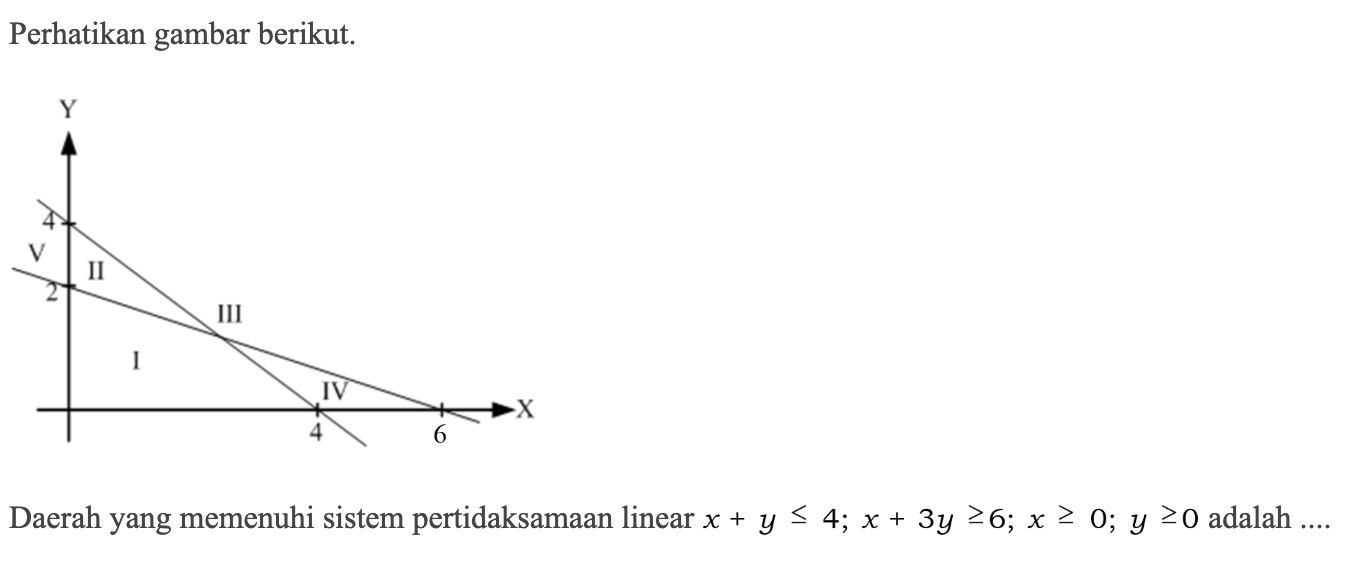 Perhatikan gambar berikut.
Y
4
V
II
2
III
I
IV
X
4
6
Daerah yang memenuhi sistem pertidaksamaan linear x + y ≤ 4; x + 3y ≥6; x ≥ 0; y ≥0 adalah ....